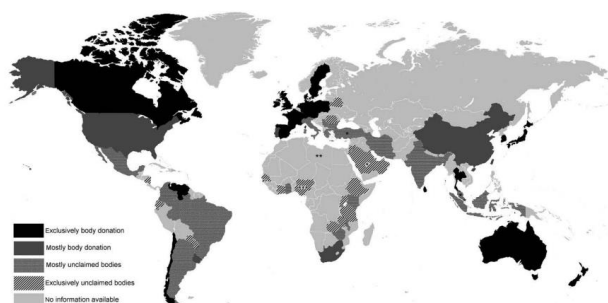 Exclusively body donation
Mostly body donation
Mostly unclaimed bodies
Exclusively unclaimed bodies
No information available